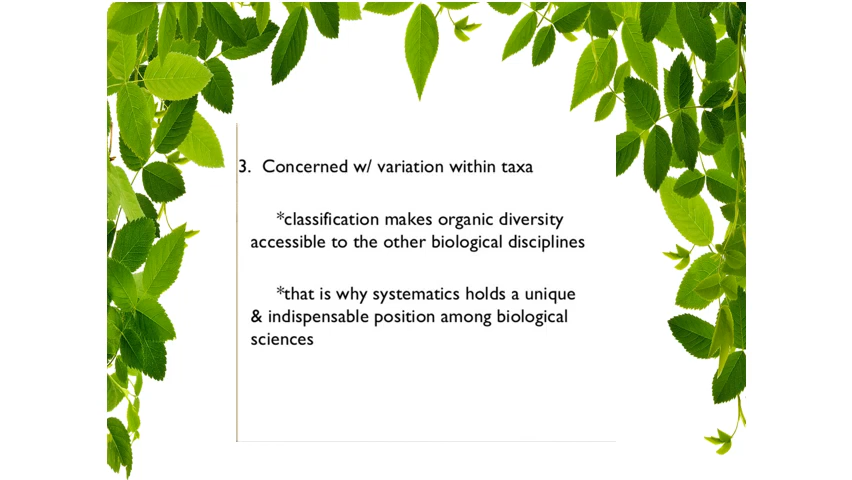 3. Concerned w/ variation within taxa
*classification makes organic diversity
accessible to the other biological disciplines
*that is why systematics holds a unique
& indispensable position among biological
sciences